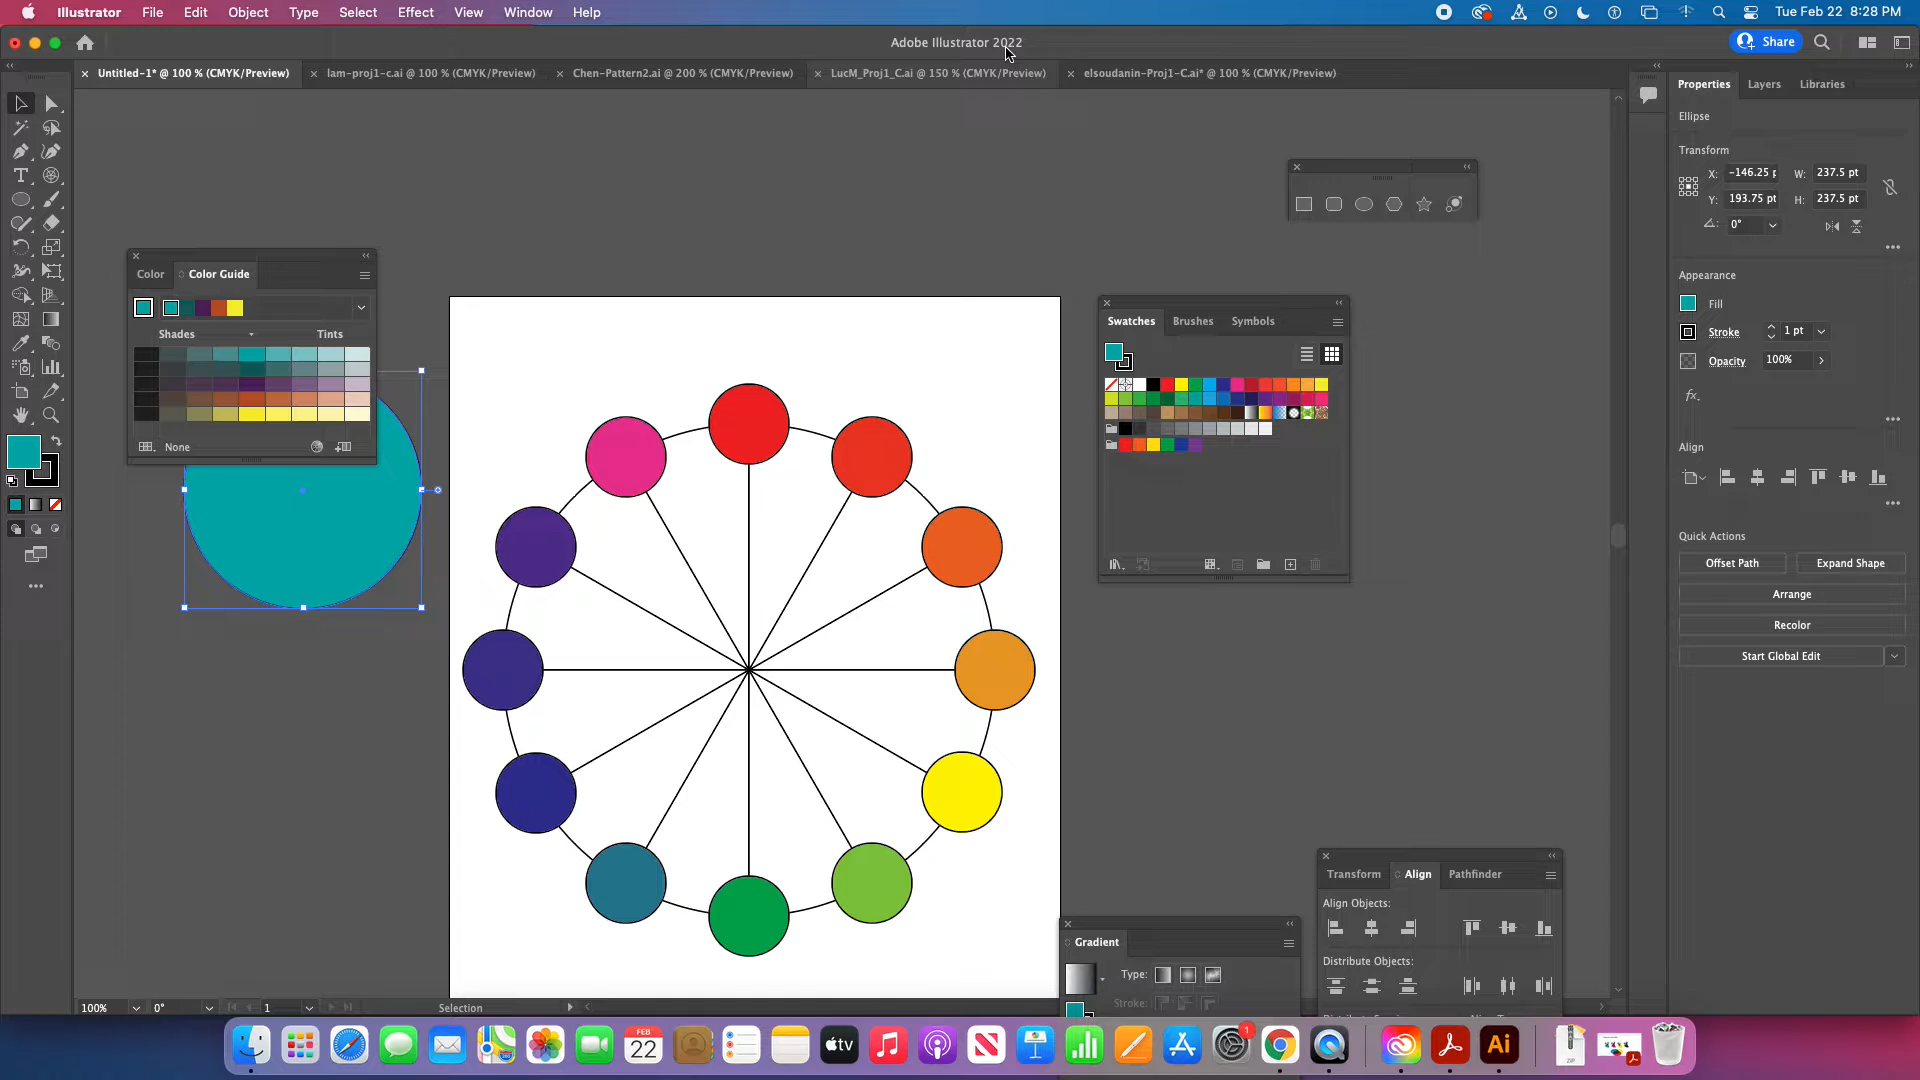 Illustrator File Edit Object Type Select Effect View Window Help Tue Feb 22 8:28 PM
Adobe Illustrator 2022
Share
Untitled-1* @ 100 % (CMYK/Preview) lam-proj1-c.ai @ 100 % (CMYK/Preview) Chen-Pattern2.ai @ 200 % (CMYK/Preview) LucM_Proj1_C.ai @ 150 % (CMYK/Preview) elsoudanin-Proj1-C.ai* @ 100 % (CMYK/Preview)
Properties Layers Libraries
Ellipse
Transform
X: -146.25 p W: 237.5 pt
Y: 193.75 pt H: 237.5 pt
0°
Appearance
Fill
Stroke 1 pt
Opacity 100%
fx.
Align
Quick Actions
Offset Path Expand Shape
Arrange
Recolor
Start Global Edit
Color Color Guide
Shades Tints
None
Swatches Brushes Symbols
Transform Align Pathfinder
Align Objects:
Distribute Objects:
Gradient
Type:
Stroke:
100% 0° 1 Selection
FEB
22
tv
1
Ai
ZIP